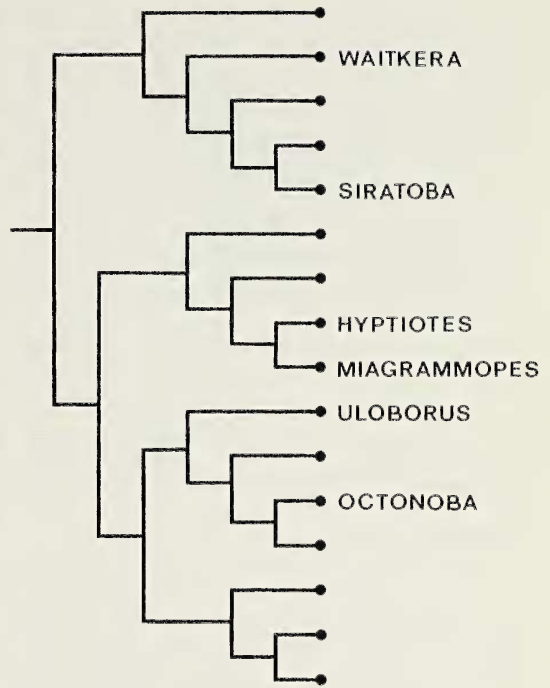 WAITKERA
SIRATOBA
HYPTIOTES
MIAGRAMMOPES
ULOBORUS
OCTONOBA